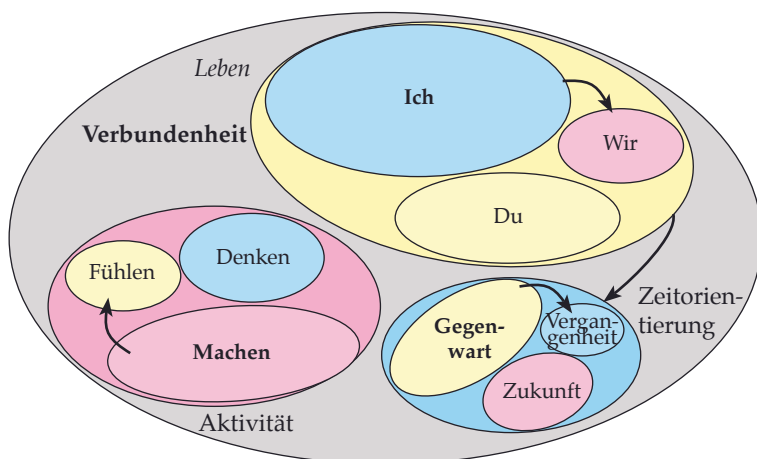 Leben
Ich
Verbundenheit
Wir
Du
Fühlen
Denken
Machen
Aktivität
Zeitorien-
tierung
Gegen-
wart
Vergan-
genheit
Zukunft